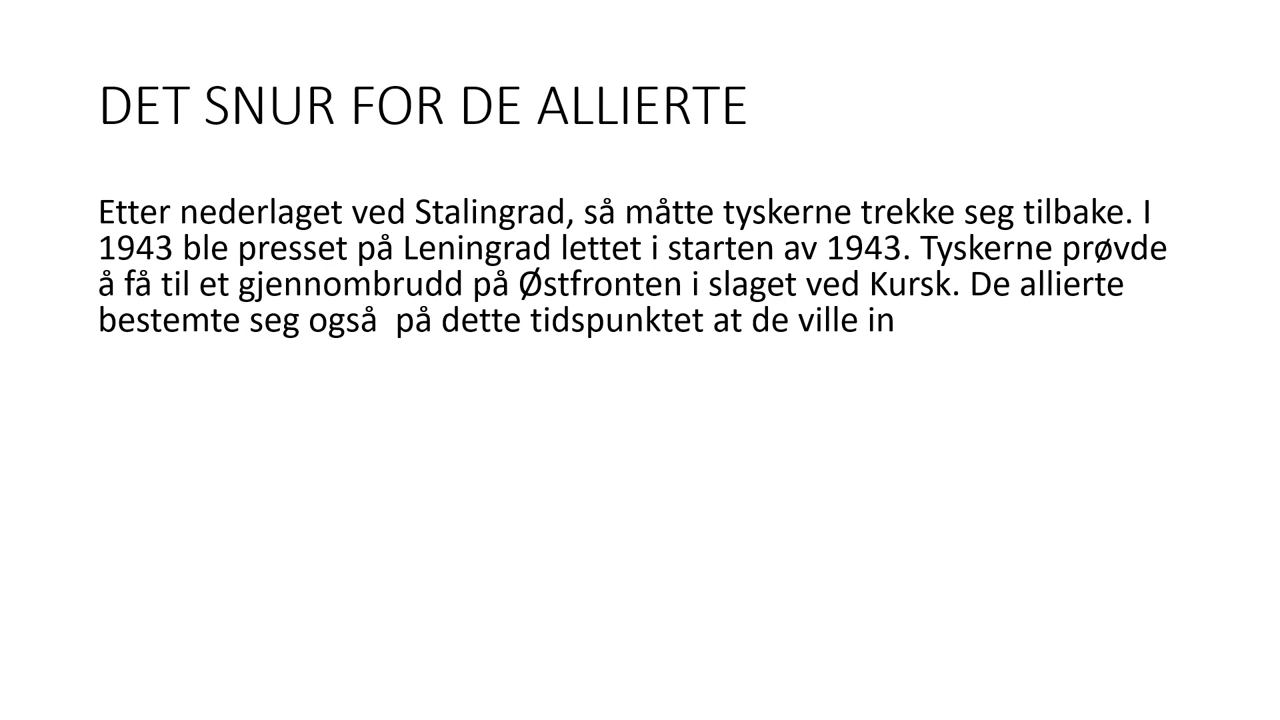 DET SNUR FOR DE ALLIERTE
Etter nederlaget ved Stalingrad, så måtte tyskerne trekke seg tilbake. I
1943 ble presset på Leningrad lettet i starten av 1943. Tyskerne prøvde
å få til et gjennombrudd på Østfronten i slaget ved Kursk. De allierte
bestemte seg også  på dette tidspunktet at de ville in